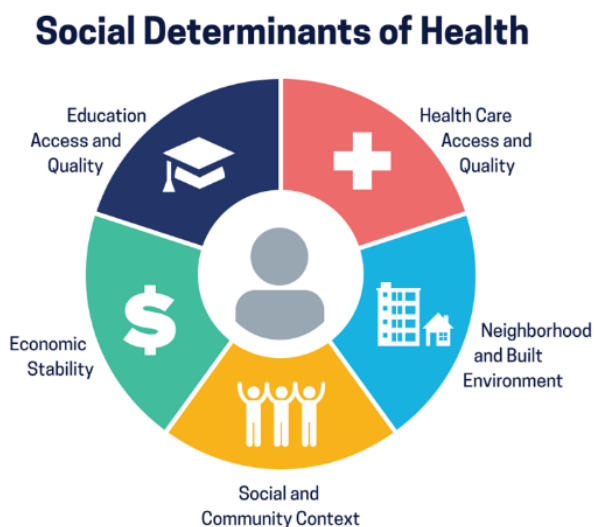 Social Determinants of Health
Education
Access and
Quality
Health Care
Access and
Quality
Economic
Stability
$
Neighborhood
and Built
Environment
Social and
Community Context